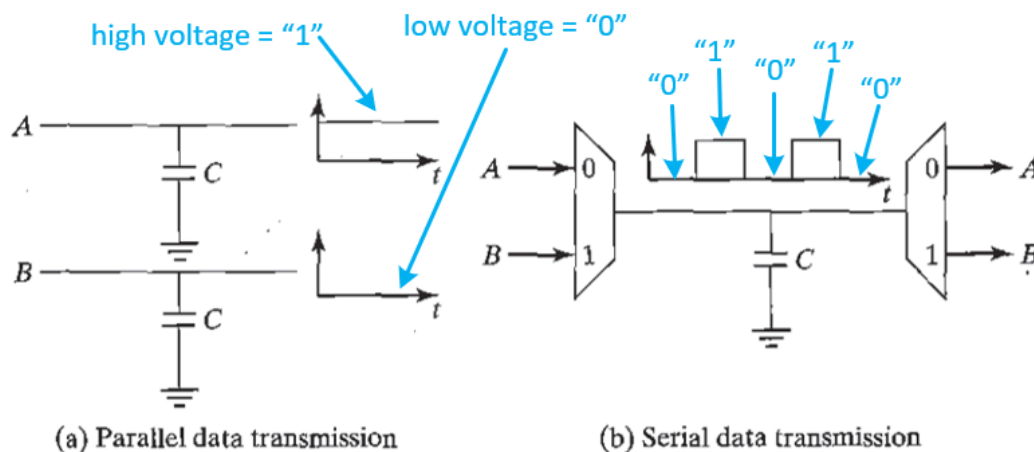 high voltage = “1”
low voltage = “0”
“0”
“1”
“0”
“1”
“0”
A
C
t
B
C
t
A
0
t
0
A
B
1
C
1
B
(a) Parallel data transmission
(b) Serial data transmission